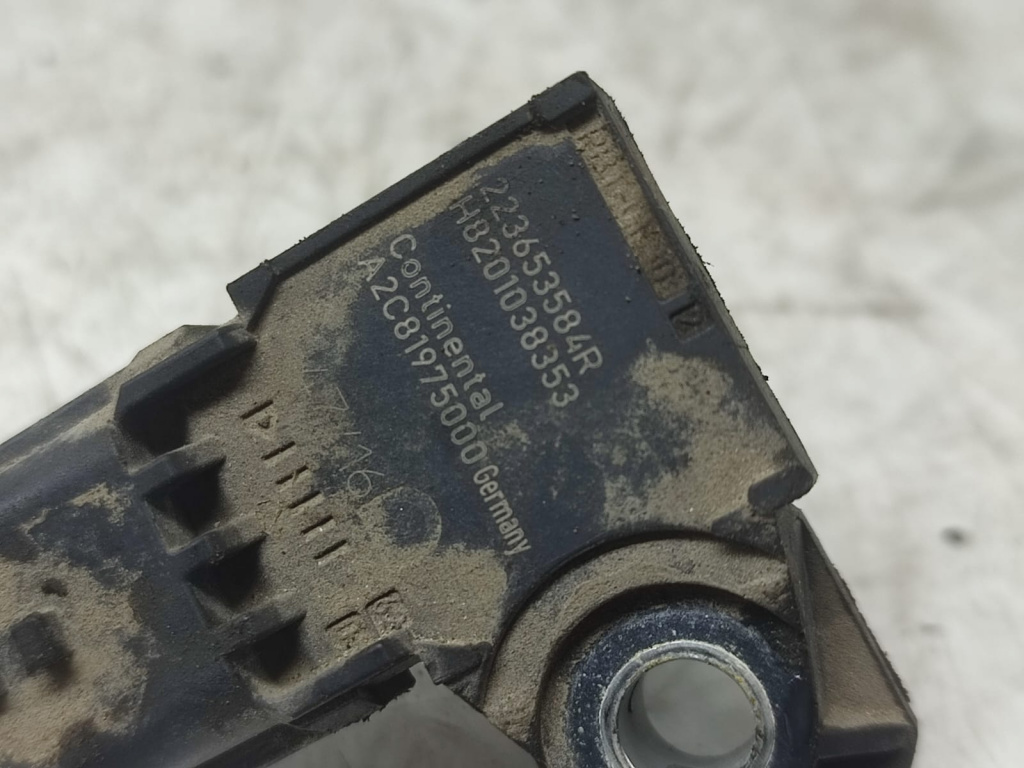 223653584R
H8201038353
Continental
A2C81975000 Germany